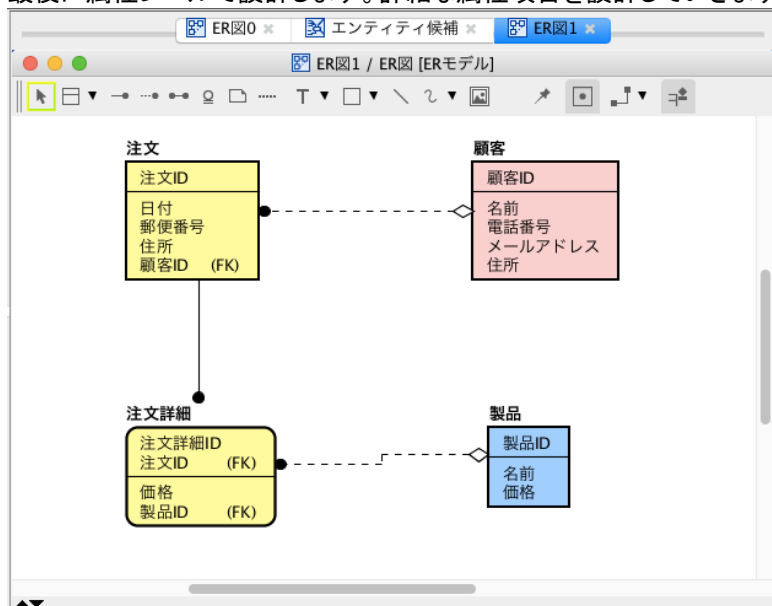 ER図0
エンティティ候補
ER図1
ER図1 / ER図 [ERモデル]
注文
注文ID
日付
郵便番号
住所
顧客ID (FK)
顧客
顧客ID
名前
電話番号
メールアドレス
住所
注文詳細
注文詳細ID
注文ID (FK)
価格
製品ID (FK)
製品
製品ID
名前
価格